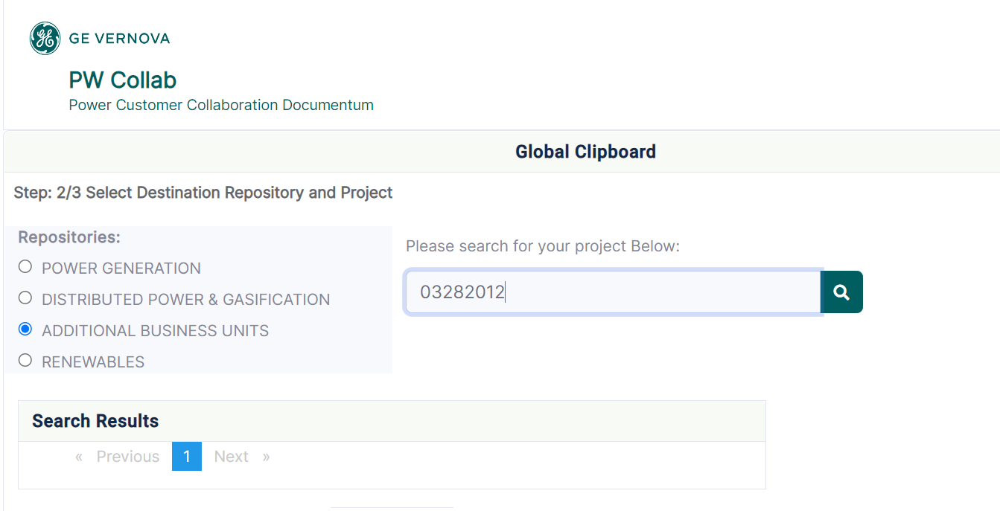 GE VERNOVA
PW Collab
Power Customer Collaboration Documentum
Global Clipboard
Step: 2/3 Select Destination Repository and Project
Repositories:
POWER GENERATION
DISTRIBUTED POWER & GASIFICATION
ADDITIONAL BUSINESS UNITS
RENEWABLES
Please search for your project Below:
03282012
Search Results
« Previous 1 Next »